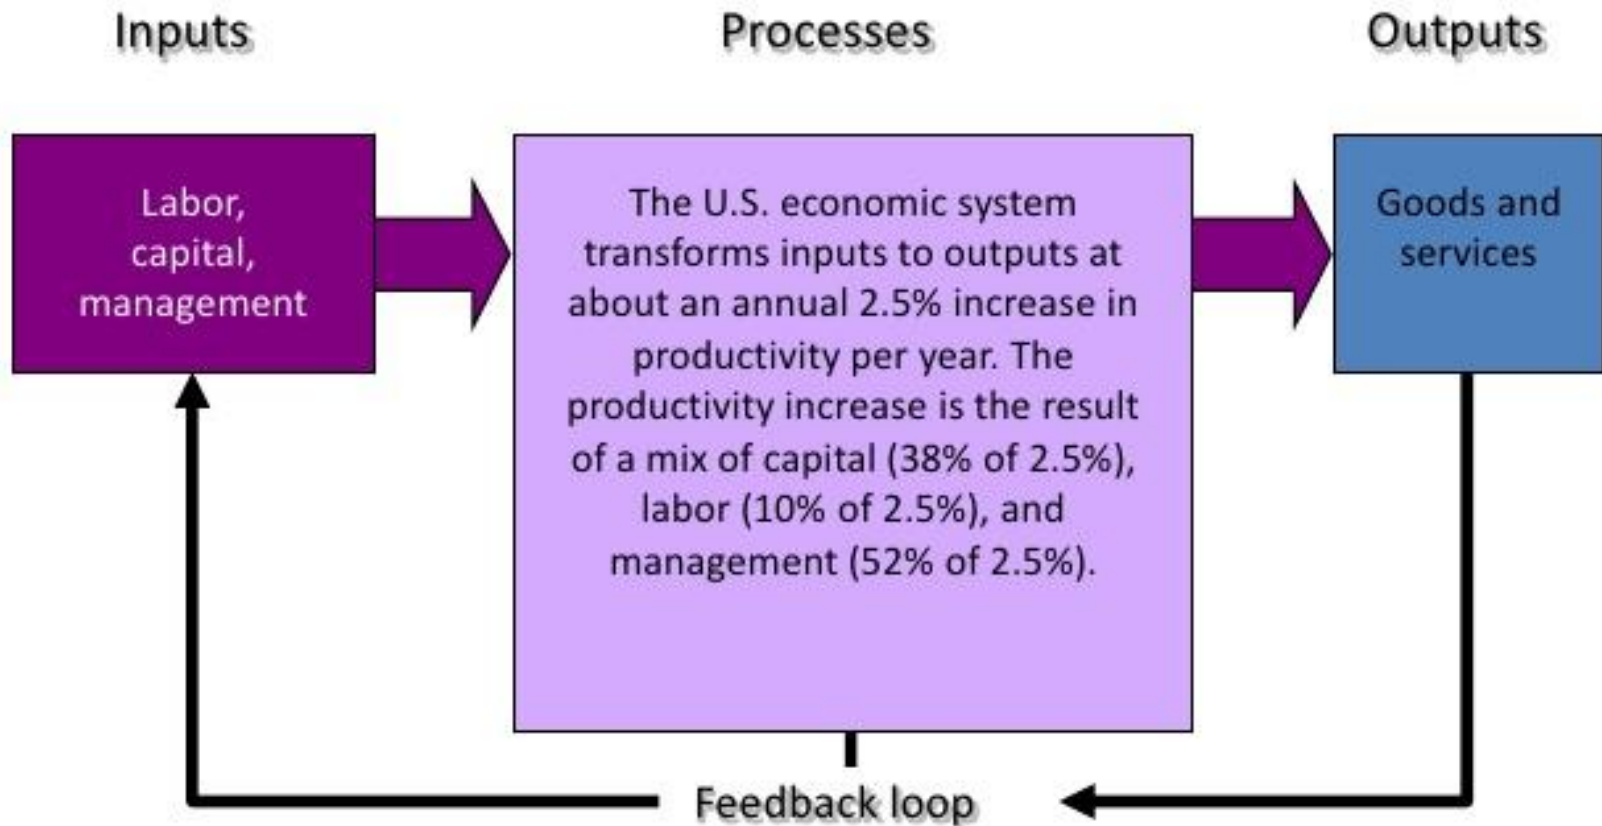 Inputs
Processes
Outputs
Labor,
capital,
management
The U.S. economic system
transforms inputs to outputs at
about an annual 2.5% increase in
productivity per year. The
productivity increase is the result
of a mix of capital (38% of 2.5%),
labor (10% of 2.5%), and
management (52% of 2.5%).
Goods and
services
Feedback loop